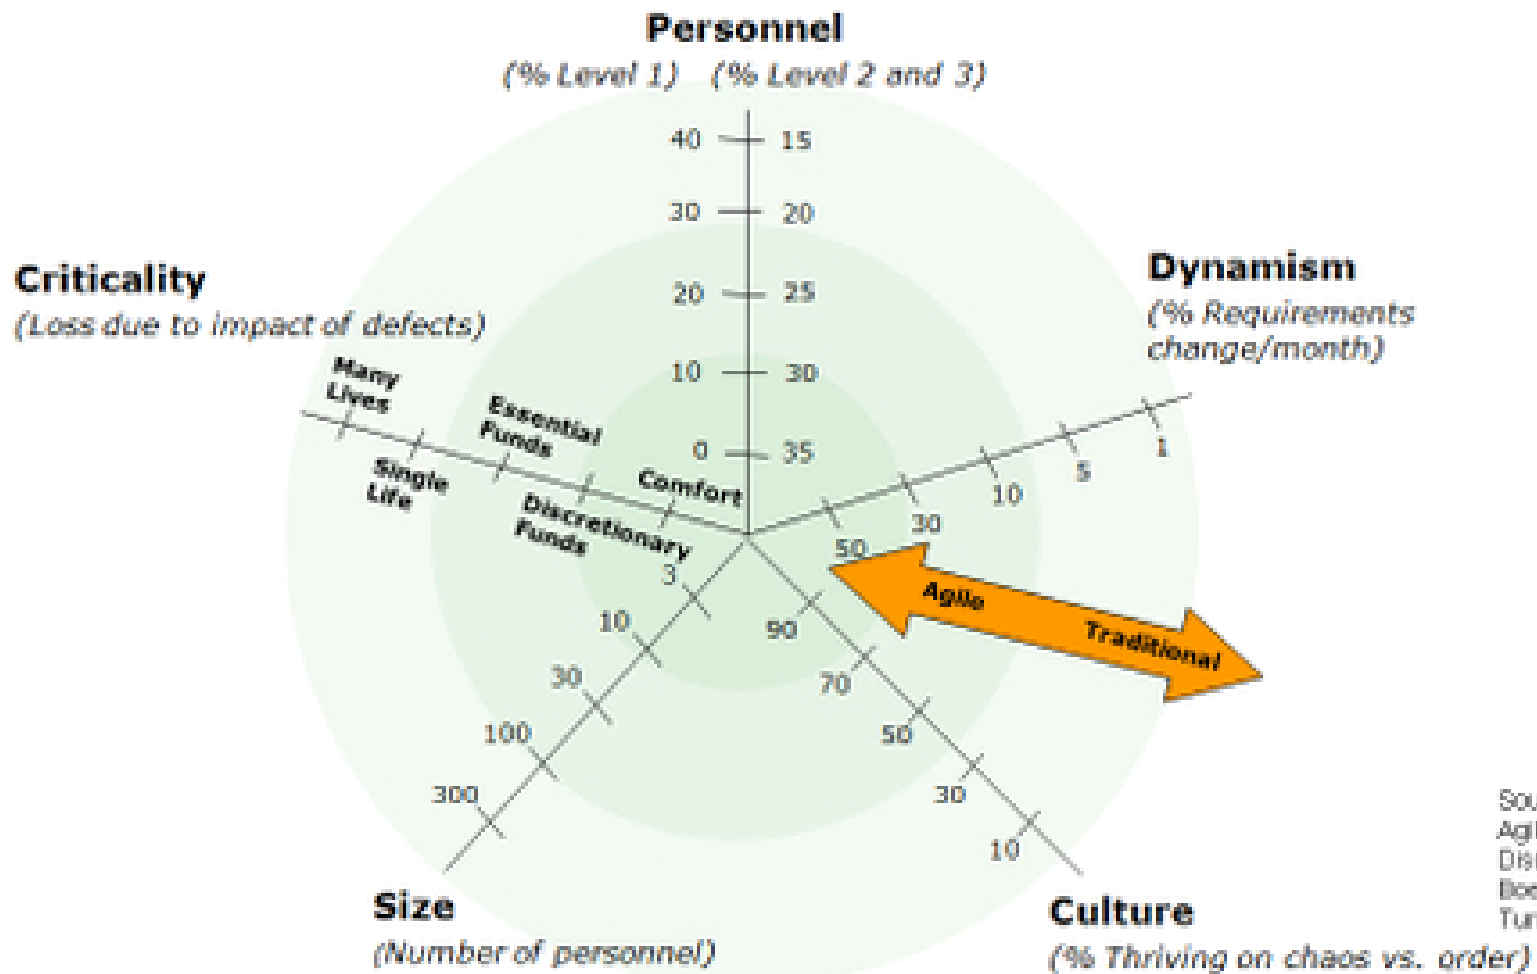 Personnel
(% Level 1) (% Level 2 and 3)
40 15
30 20
20 25
10 30
0 35
Criticality
(Loss due to impact of defects)
Many
Lives
Single
Life
Essential
Funds
Discretionary
Funds
Comfort
Dynamism
(% Requirements
change/month)
1
5
10
30
50
Agile
Traditional
3
10
30
100
300
90
70
50
30
10
Size
(Number of personnel)
Culture
(% Thriving on chaos vs. order)